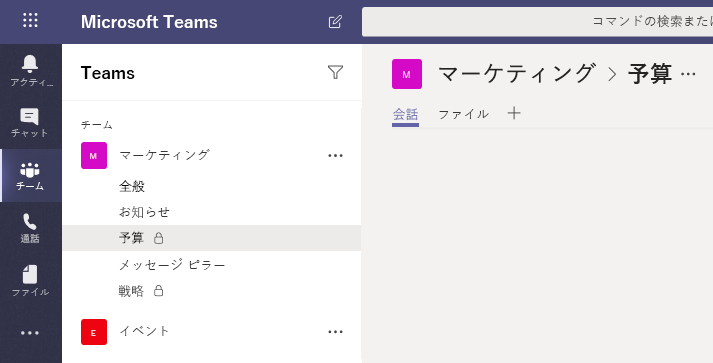 Microsoft Teams
コマンドの検索または
アクティ...
チャット
チーム
通話
ファイル
Teams
チーム
M マーケティング
全般
お知らせ
予算
メッセージ ピラー
戦略
E イベント
M マーケティング > 予算
会話 ファイル +